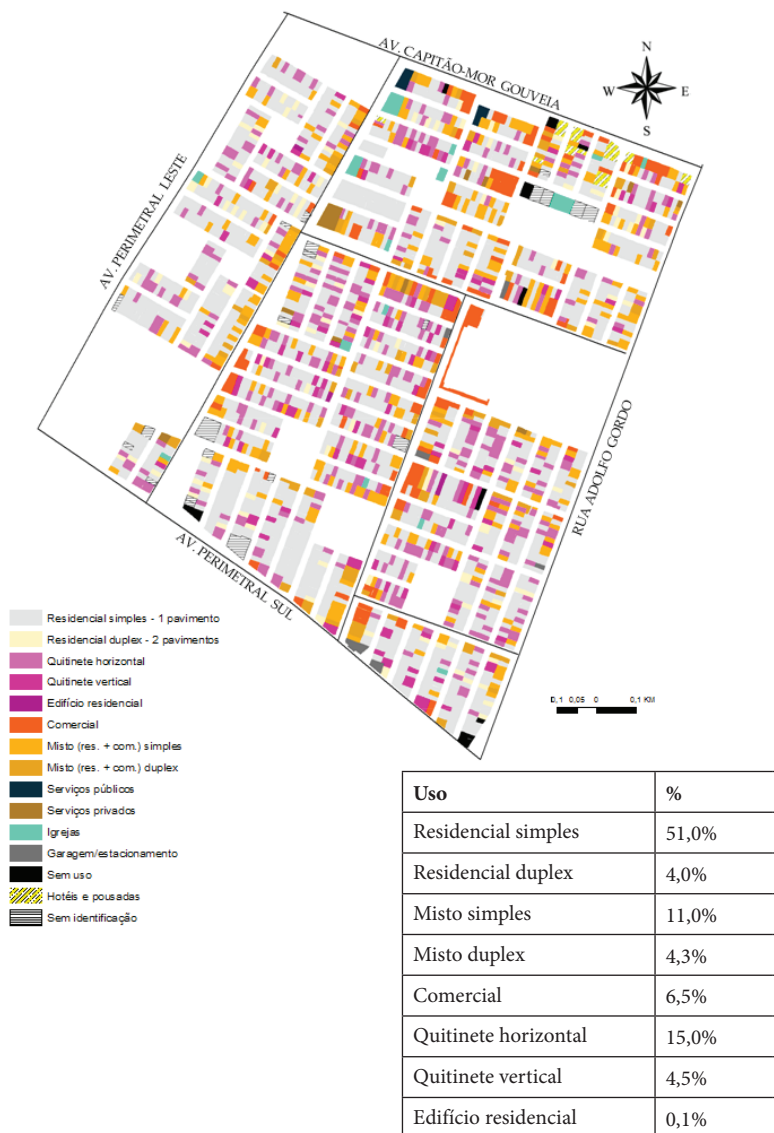 AV. CAPITÃO-MOR GOUVEIA
N
W E
S
AV. PERIMETRAL LESTE
RUA ADOLFO GORDO
AV. PERIMETRAL SUL
Residencial simples - 1 pavimento
Residencial duplex - 2 pavimentos
Quitinete horizontal
Quitinete vertical
Edifício residencial
Comercial
Misto (res. + com.) simples
Misto (res. + com.) duplex
Serviços públicos
Serviços privados
Igrejas
Garagem/estacionamento
Sem uso
Hotéis e pousadas
Sem identificação
0,1 0,05 0 0,1 KM
Uso %
Residencial simples 51,0%
Residencial duplex 4,0%
Misto simples 11,0%
Misto duplex 4,3%
Comercial 6,5%
Quitinete horizontal 15,0%
Quitinete vertical 4,5%
Edifício residencial 0,1%